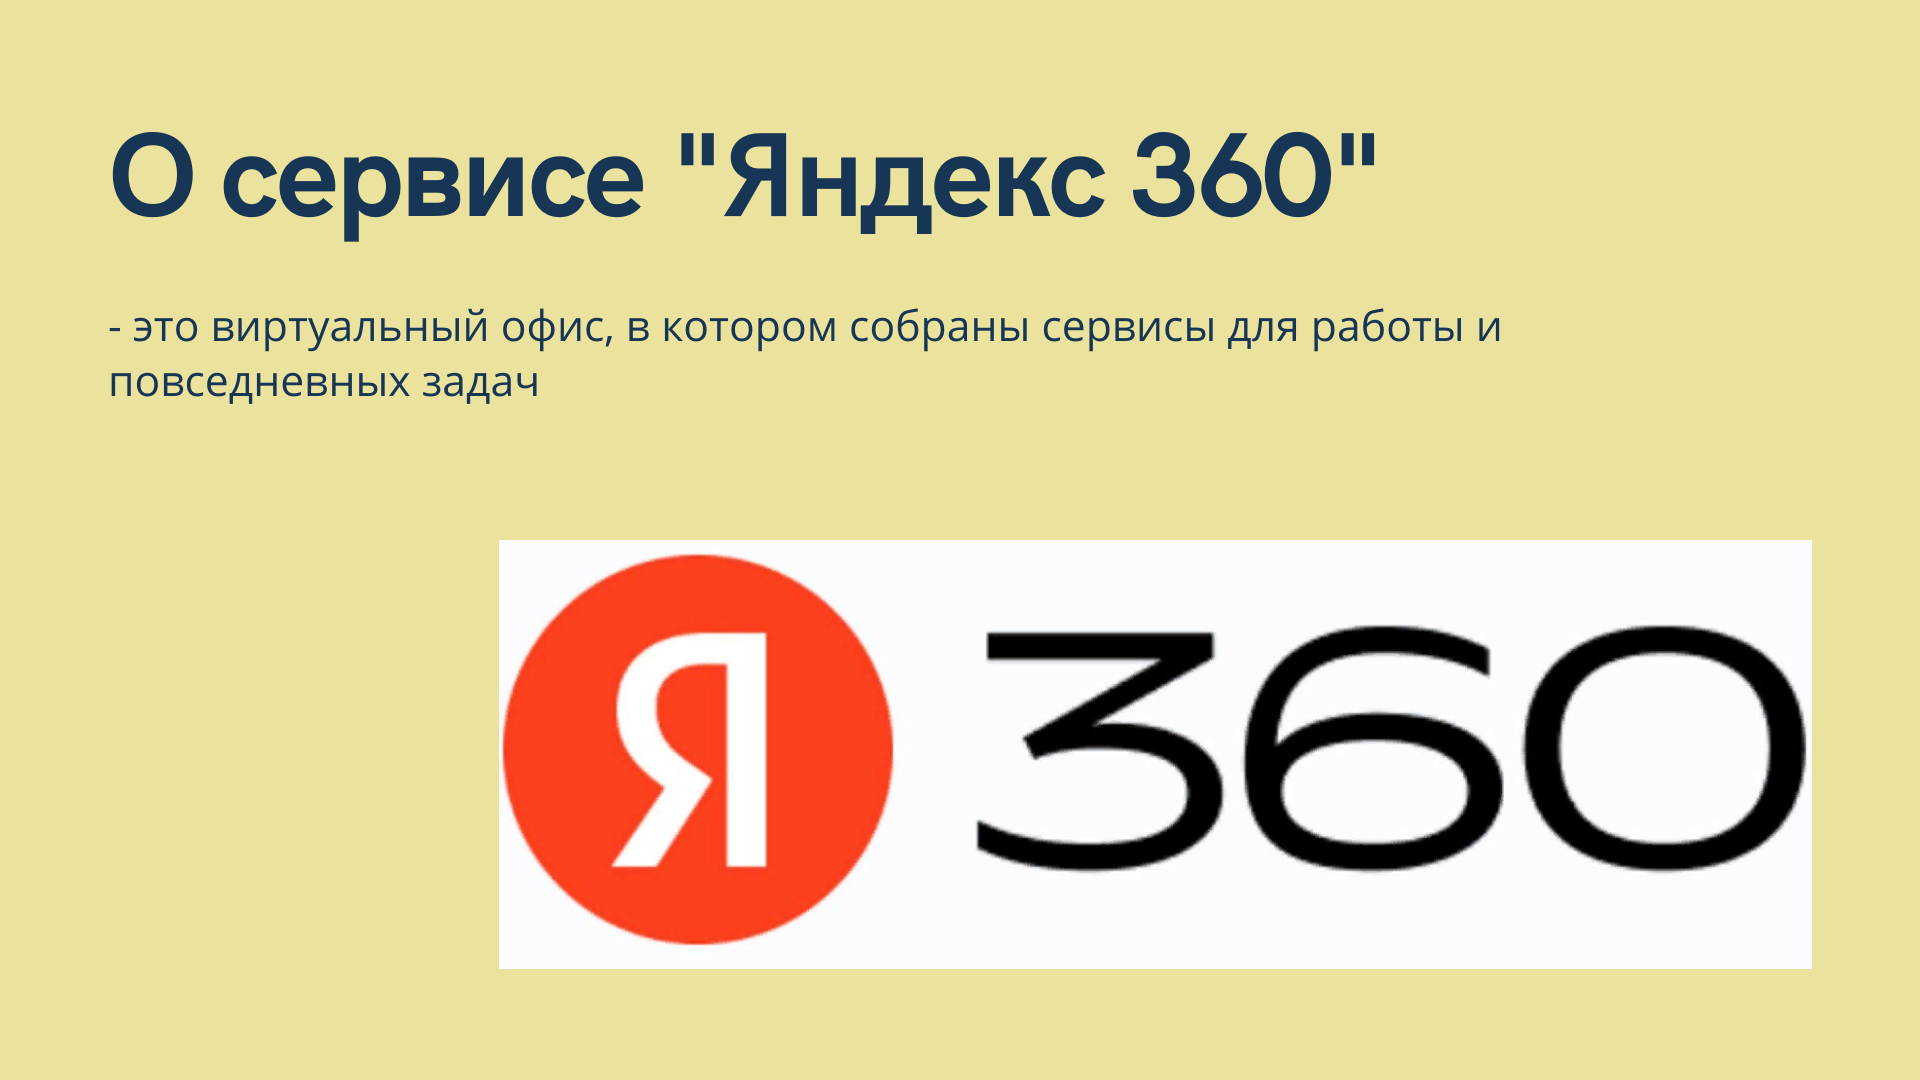 О сервисе "Яндекс 360"
- это виртуальный офис, в котором собраны сервисы для работы и
повседневных задач
Я 360